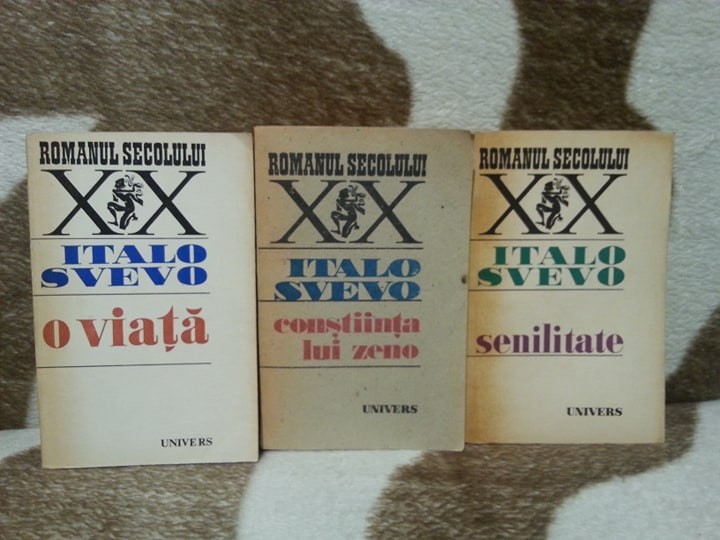 ROMANUL SECOLULUI
XX
ITALO
SVEVO
o viață
UNIVERS
ROMANUL SECOLULUI
XX
ITALO
SVEVO
conștiința
lui zeno
UNIVERS
ROMANUL SECOLULUI
XX
ITALO
SVEVO
senilitate
UNIVERS